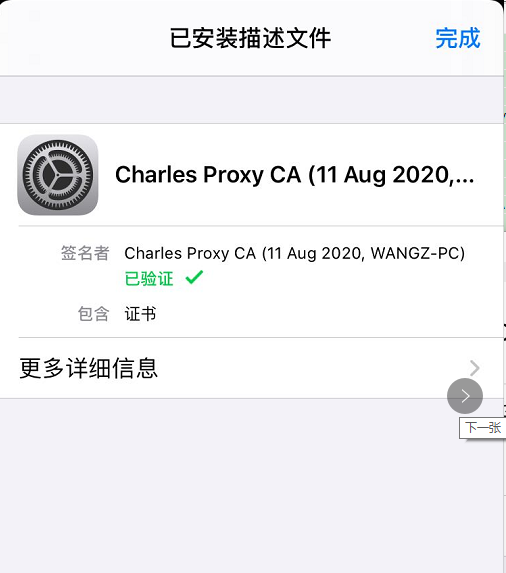 已安装描述文件
完成
Charles Proxy CA (11 Aug 2020,...
签名者 Charles Proxy CA (11 Aug 2020, WANGZ-PC)
已验证
包含 证书
更多详细信息
下一张